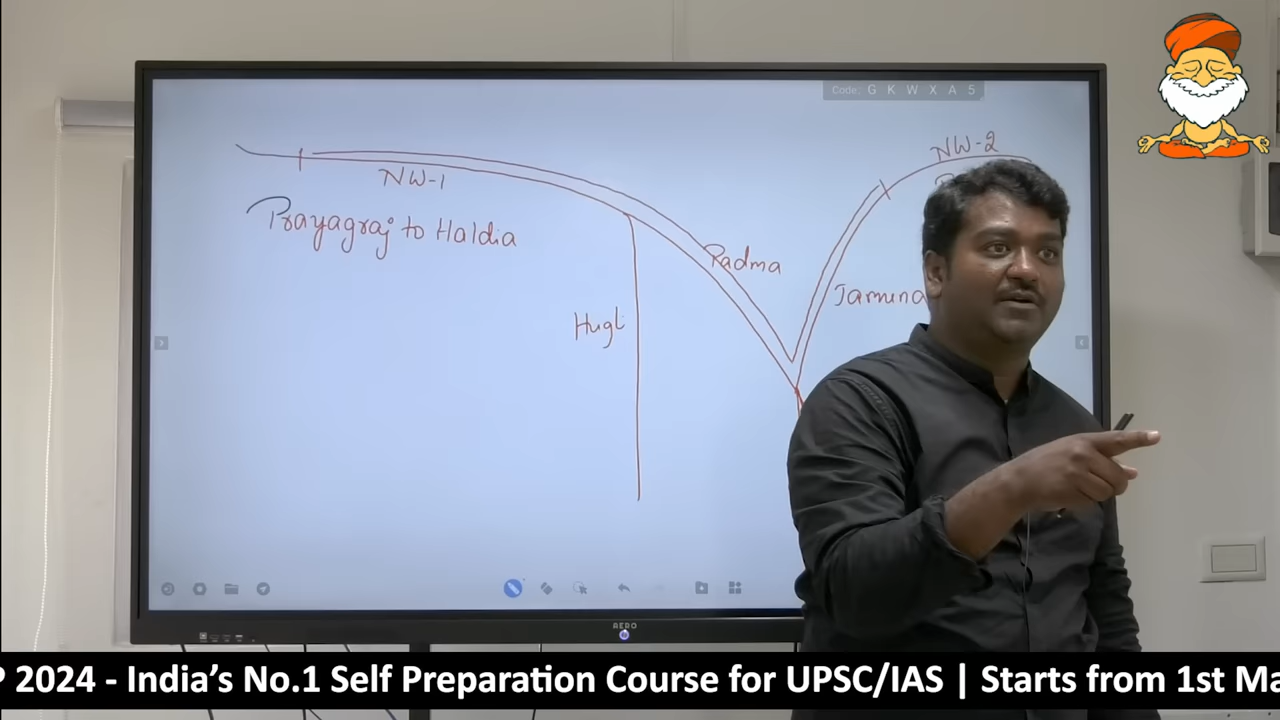 Code: G K W X A 5
NW-1
NW-2
Prayagraj to Haldia
Padma
Jamuna
Hugli
AERO
P 2024 - India's No.1 Self Preparation Course for UPSC/IAS | Starts from 1st Ma